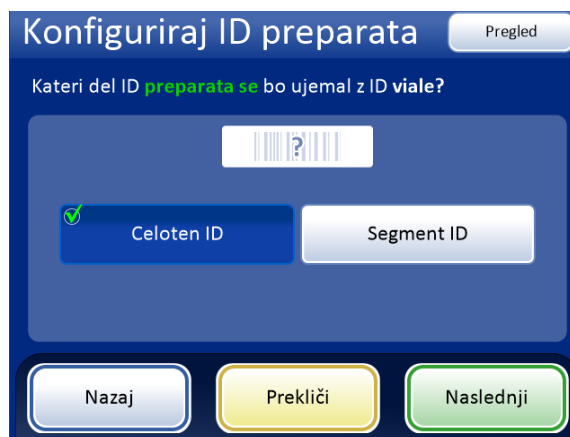 Konfiguriraj ID preparata
Pregled
Kateri del ID preparata se bo ujemal z ID viale?
?
Celoten ID
Segment ID
Nazaj
Prekliči
Naslednji